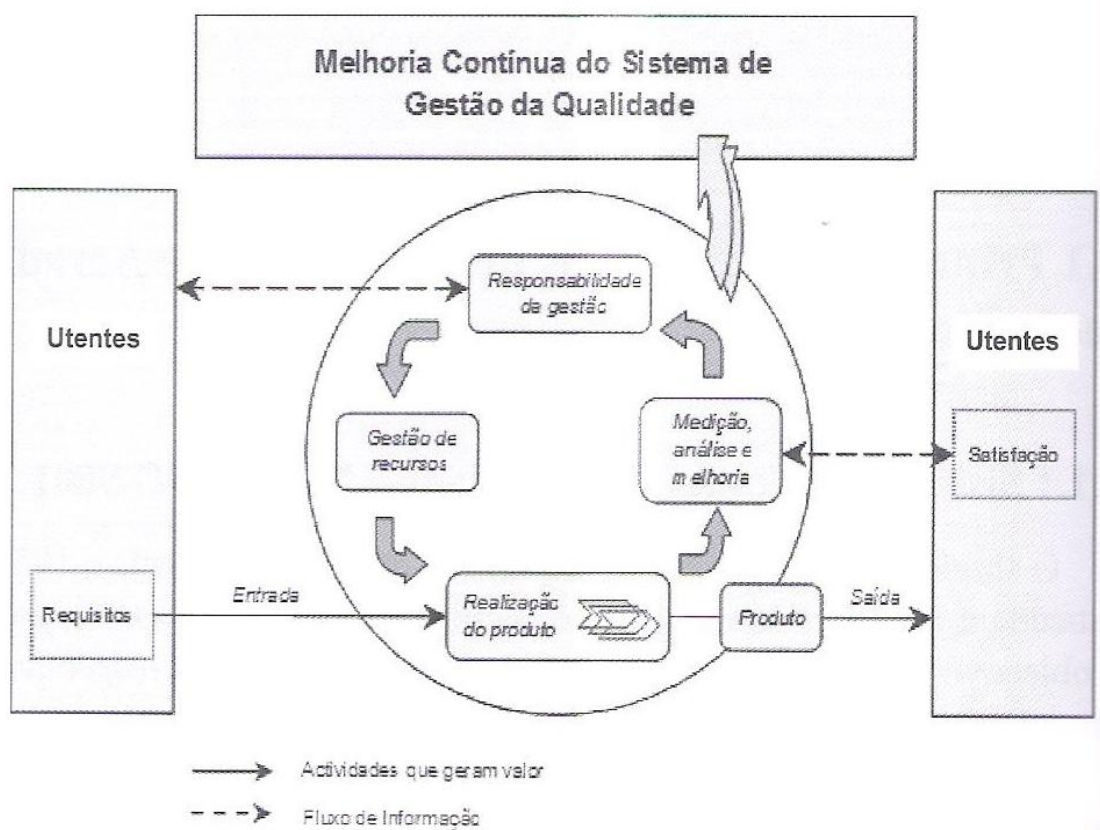 Melhoria Contínua do Sistema de
Gestão da Qualidade
Utentes
Responsabilidade
da gestão
Utentes
Gestão de
recursos
Medição,
análise e
melhoria
Satisfação
Requisitos
Entrada
Realização
do produto
Produto
Saída
Actividades que geram valor
Fluxo de Informação